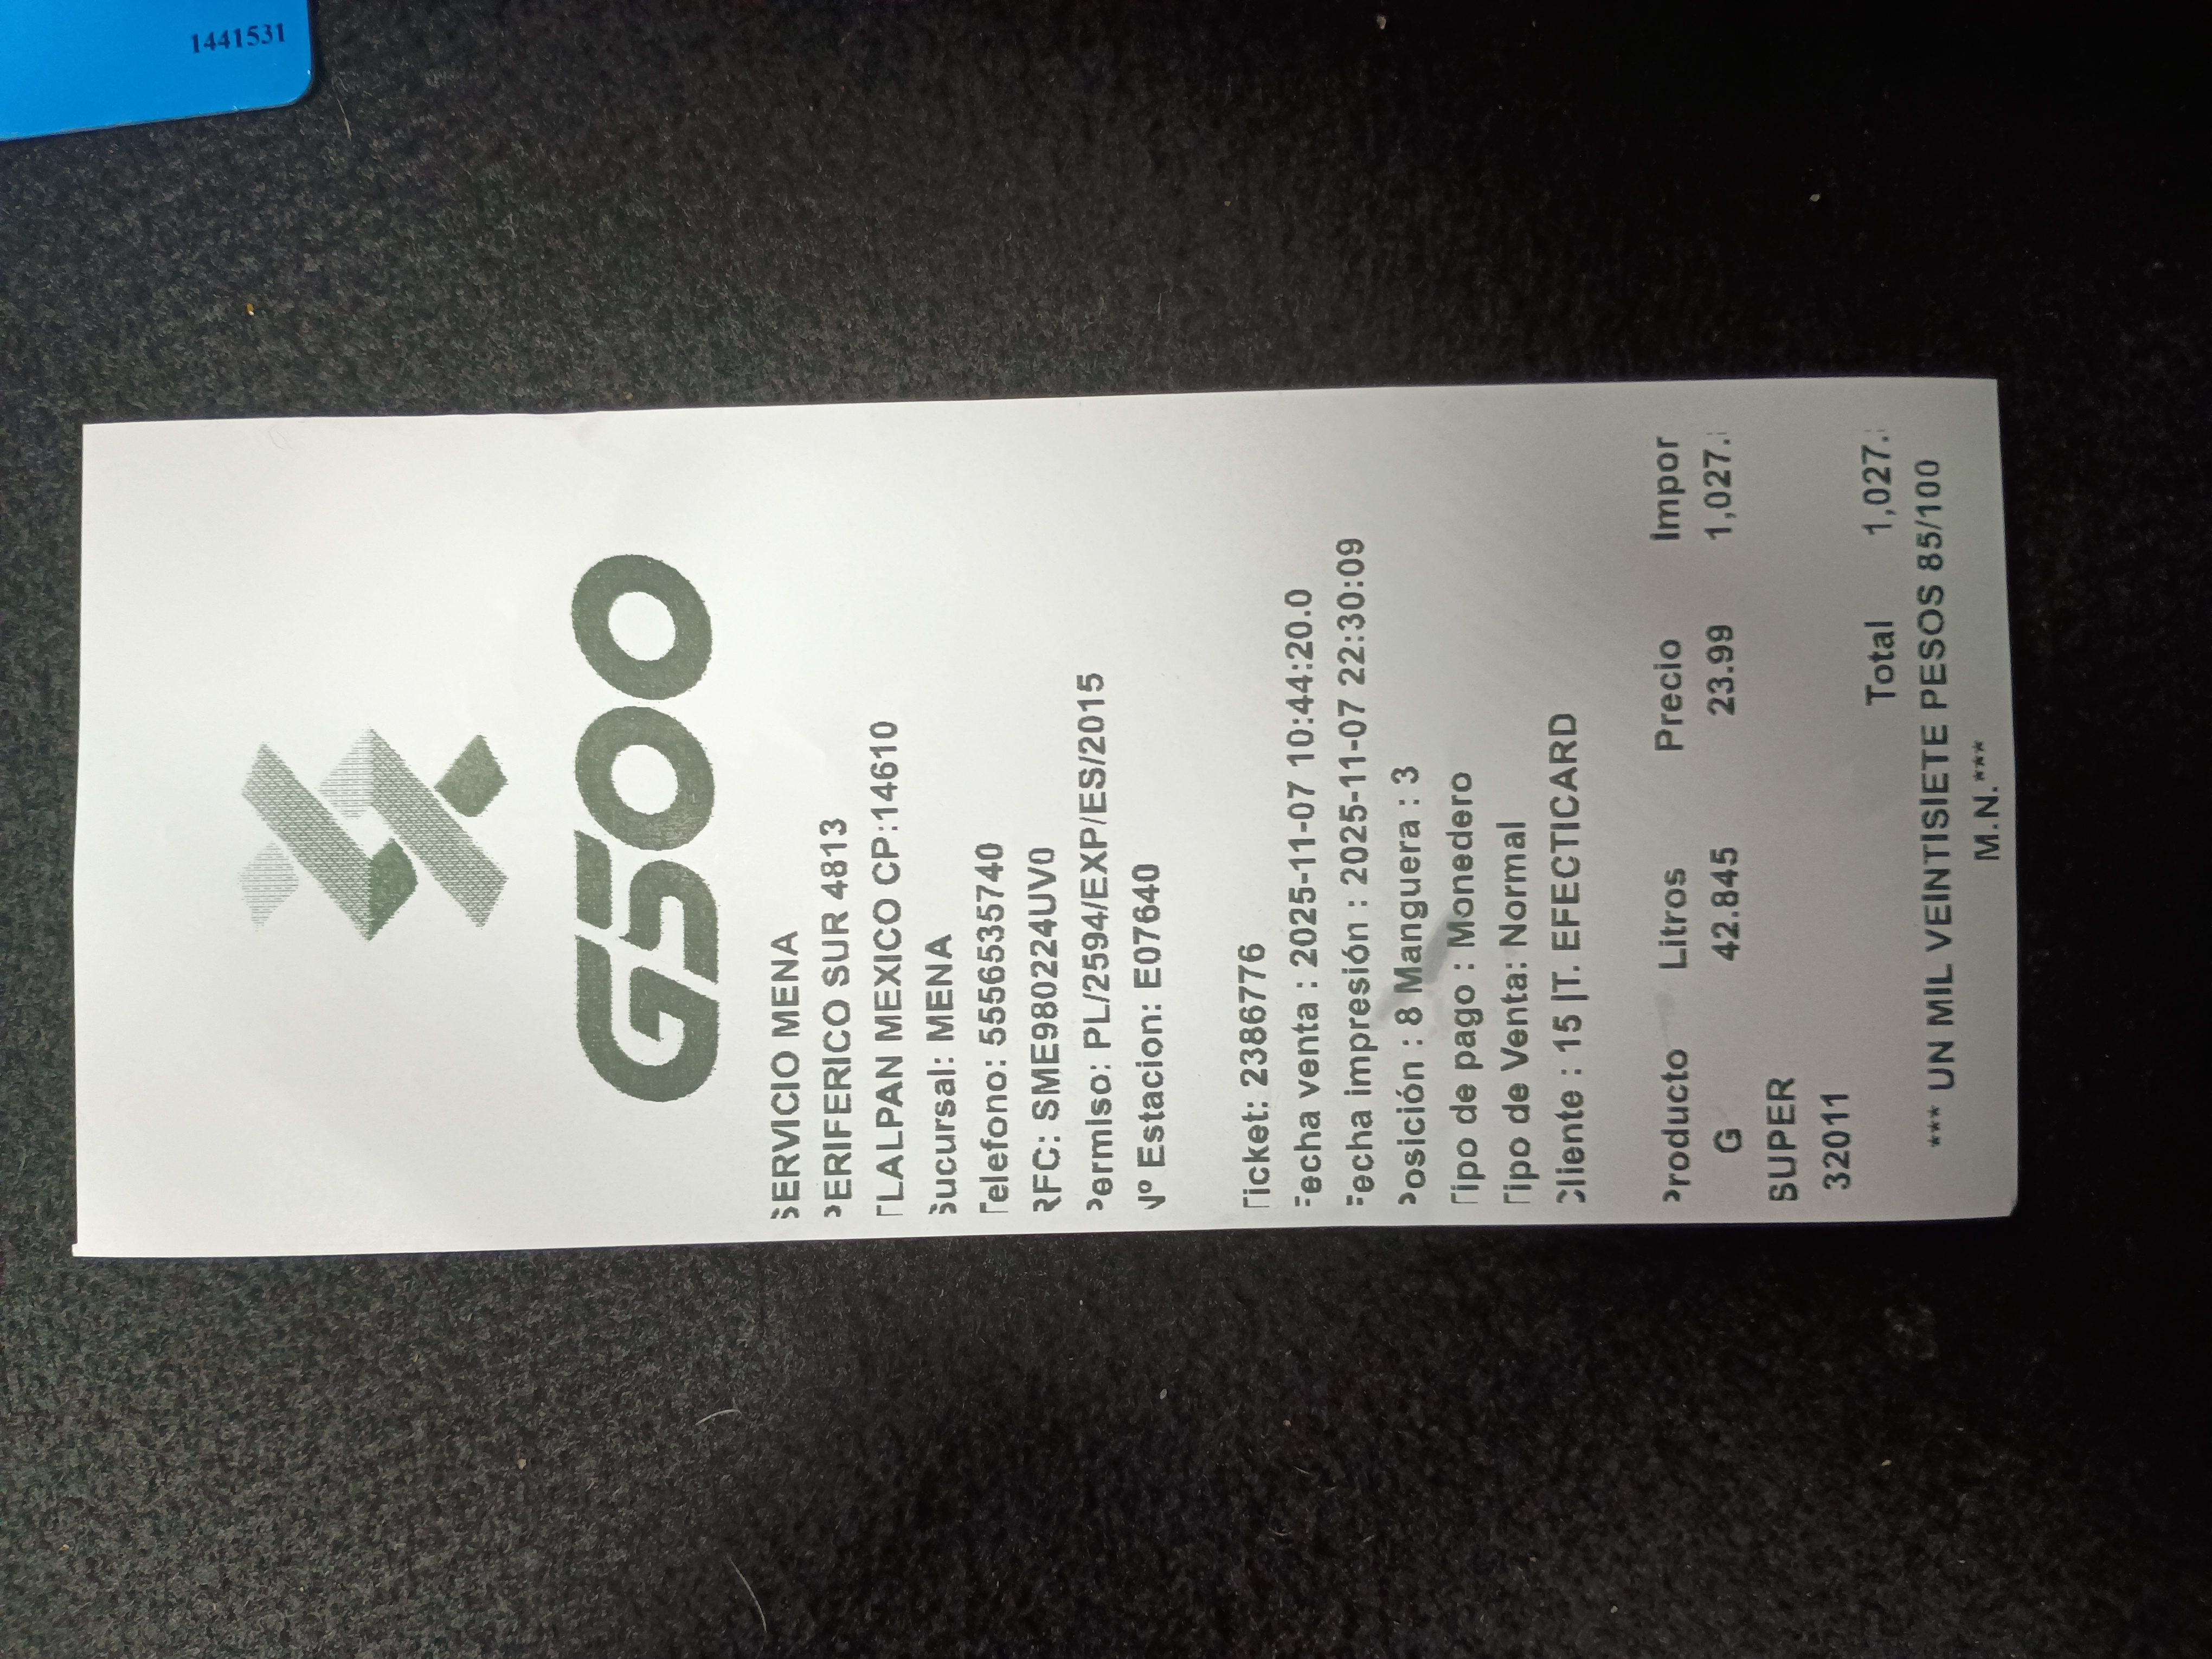 1441531
G500
SERVICIO MENA
PERIFERICO SUR 4813
TLALPAN MEXICO CP:14610
Sucursal: MENA
Telefono: 5556535740
RFC: SME980224UV0
Permiso: PL/2594/EXP/ES/2015
Nº Estacion: E07640
Ticket: 2386776
Fecha venta : 2025-11-07 10:44:20.0
Fecha impresión : 2025-11-07 22:30:09
Posición : 8 Manguera : 3
Tipo de pago : Monedero
Tipo de Venta: Normal
Cliente : 15 |T. EFECTICARD
Producto Litros Precio Impor
G 42.845 23.99 1,027.
SUPER
32011
Total 1,027.
*** UN MIL VEINTISIETE PESOS 85/100
M.N.***